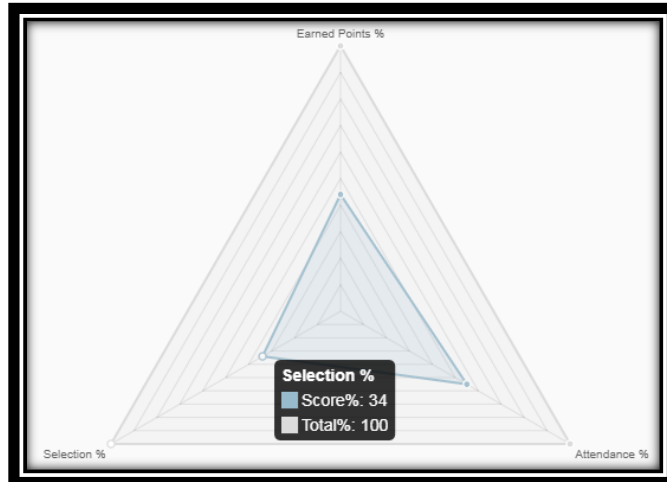 Earned Points %
Selection %
Score%: 34
Total%: 100
Selection %
Attendance %